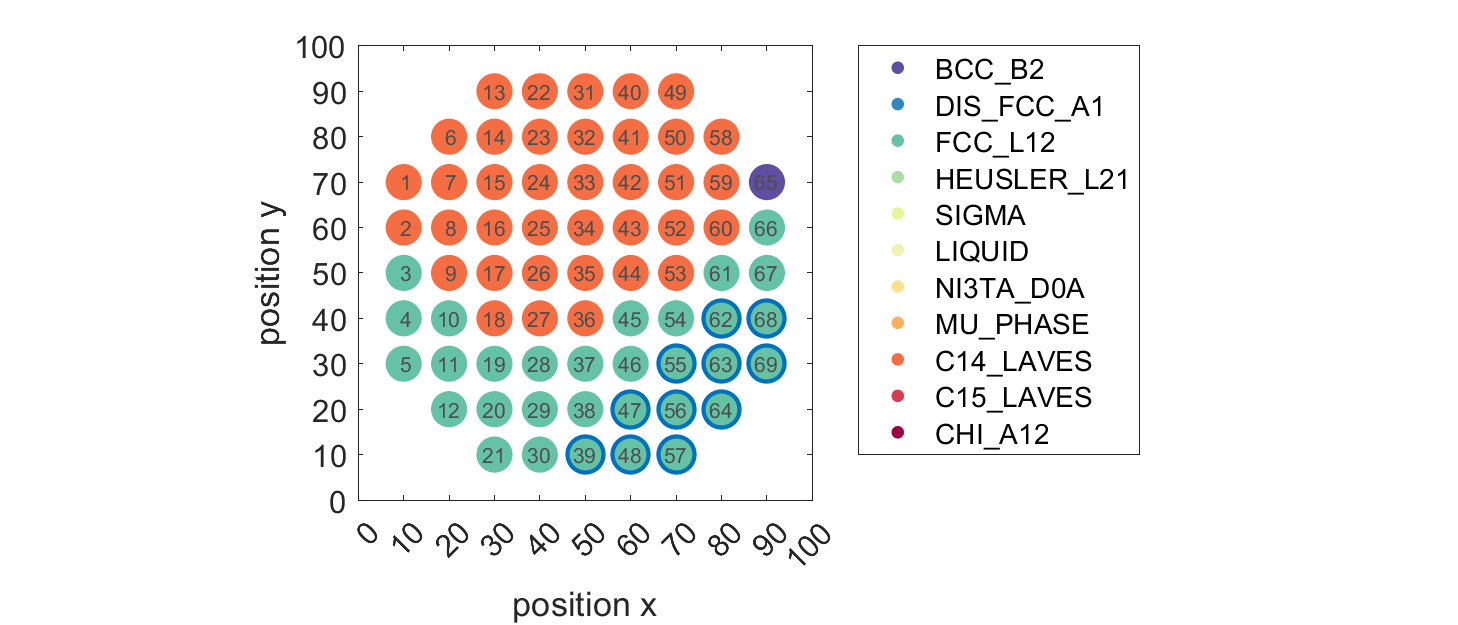 100
90
80
70
60
50
40
30
20
10
0
position y
13 22 31 40 49
6 14 23 32 41 50 58
1 7 15 24 33 42 51 59 65
2 8 16 25 34 43 52 60 66
3 9 17 26 35 44 53 61 67
4 10 18 27 36 45 54 62 68
5 11 19 28 37 46 55 63 69
12 20 29 38 47 56 64
21 30 39 48 57
0 10 20 30 40 50 60 70 80 90 100
position x
BCC_B2
DIS_FCC_A1
FCC_L12
HEUSLER_L21
SIGMA
LIQUID
NI3TA_D0A
MU_PHASE
C14_LAVES
C15_LAVES
CHI_A12